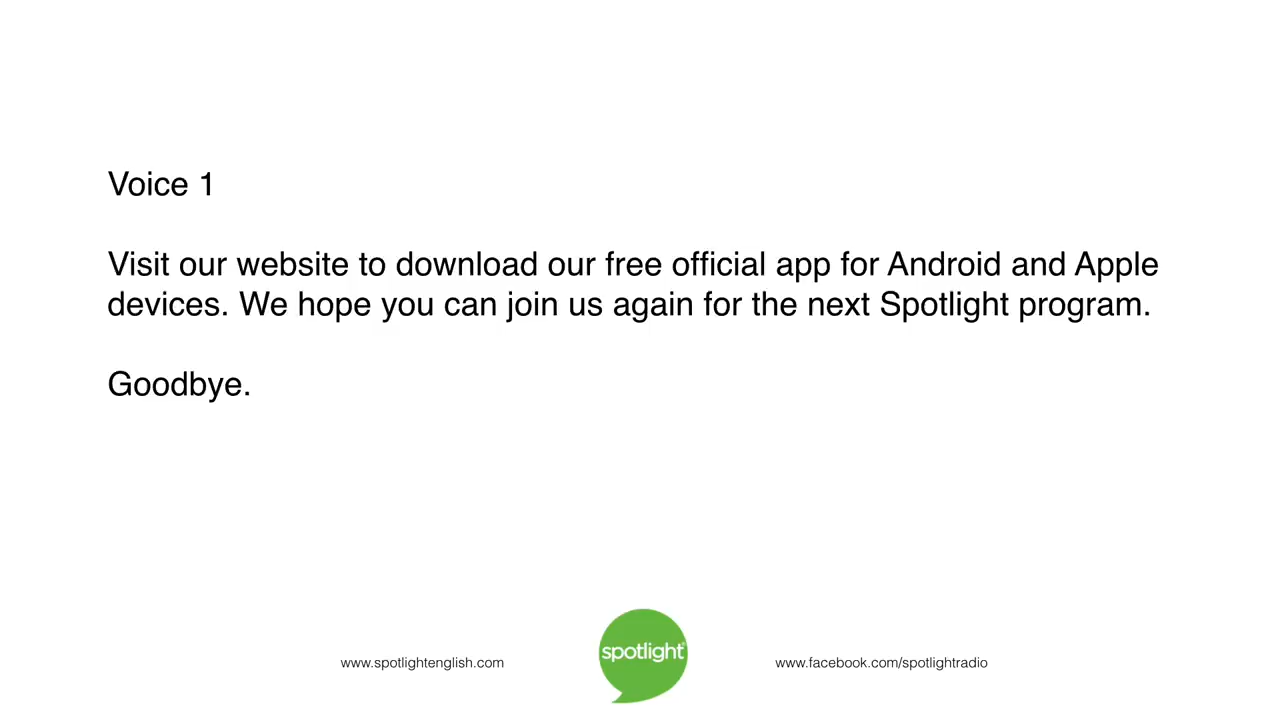 Voice 1
Visit our website to download our free official app for Android and Apple
devices. We hope you can join us again for the next Spotlight program.
Goodbye.
www.spotlightenglish.com
spotlight®
www.facebook.com/spotlightradio